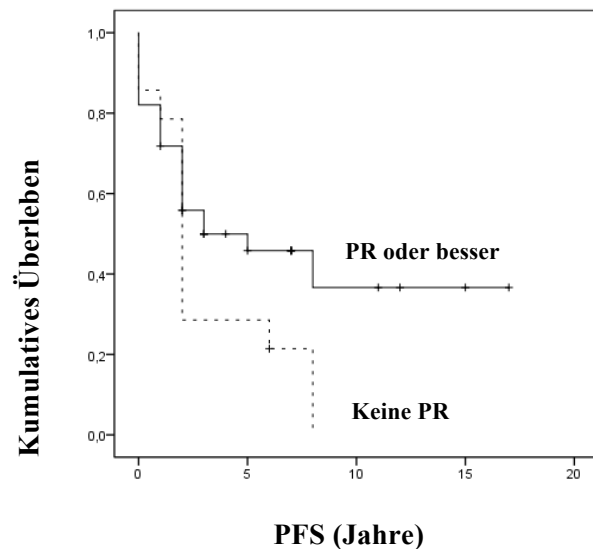 Kumulatives Überleben
1,0
0,8
0,6
0,4
0,2
0,0
PR oder besser
Keine PR
0 5 10 15 20
PFS (Jahre)